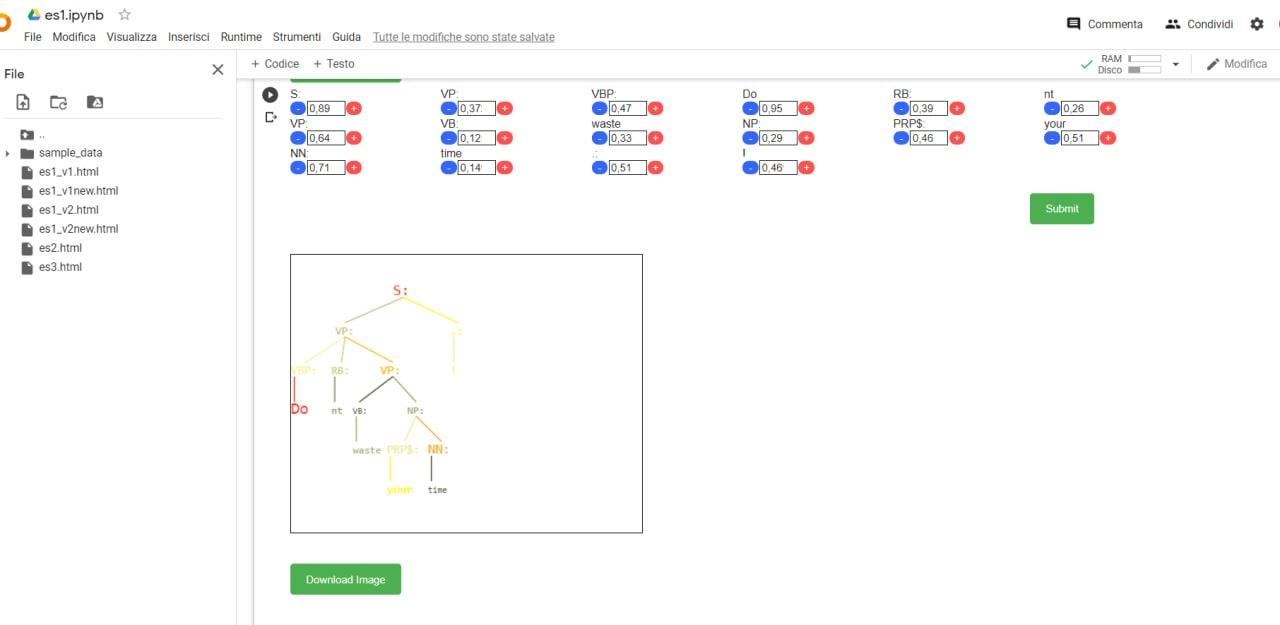 es1.ipynb
File Modifica Visualizza Inserisci Runtime Strumenti Guida Tutte le modifiche sono state salvate
Commenta Condividi
File
+ Codice + Testo
RAM
Disco
Modifica
..
sample_data
es1_v1.html
es1_v1new.html
es1_v2.html
es1_v2new.html
es2.html
es3.html
S: VP: VBP: Do RB: nt
- 0,89 + - 0,37 + - 0,47 + - 0,95 + - 0,39 + - 0,26 +
VP: VB: waste NP: PRP$: your
- 0,64 + - 0,12 + - 0,33 + - 0,29 + - 0,46 + - 0,51 +
NN: time .: !
- 0,71 + - 0,14 + - 0,51 + - 0,46 +
Submit
S:
VP: .:
VBP: RB: VP: !
Do nt VB: NP:
waste PRP$: NN:
your time
Download Image